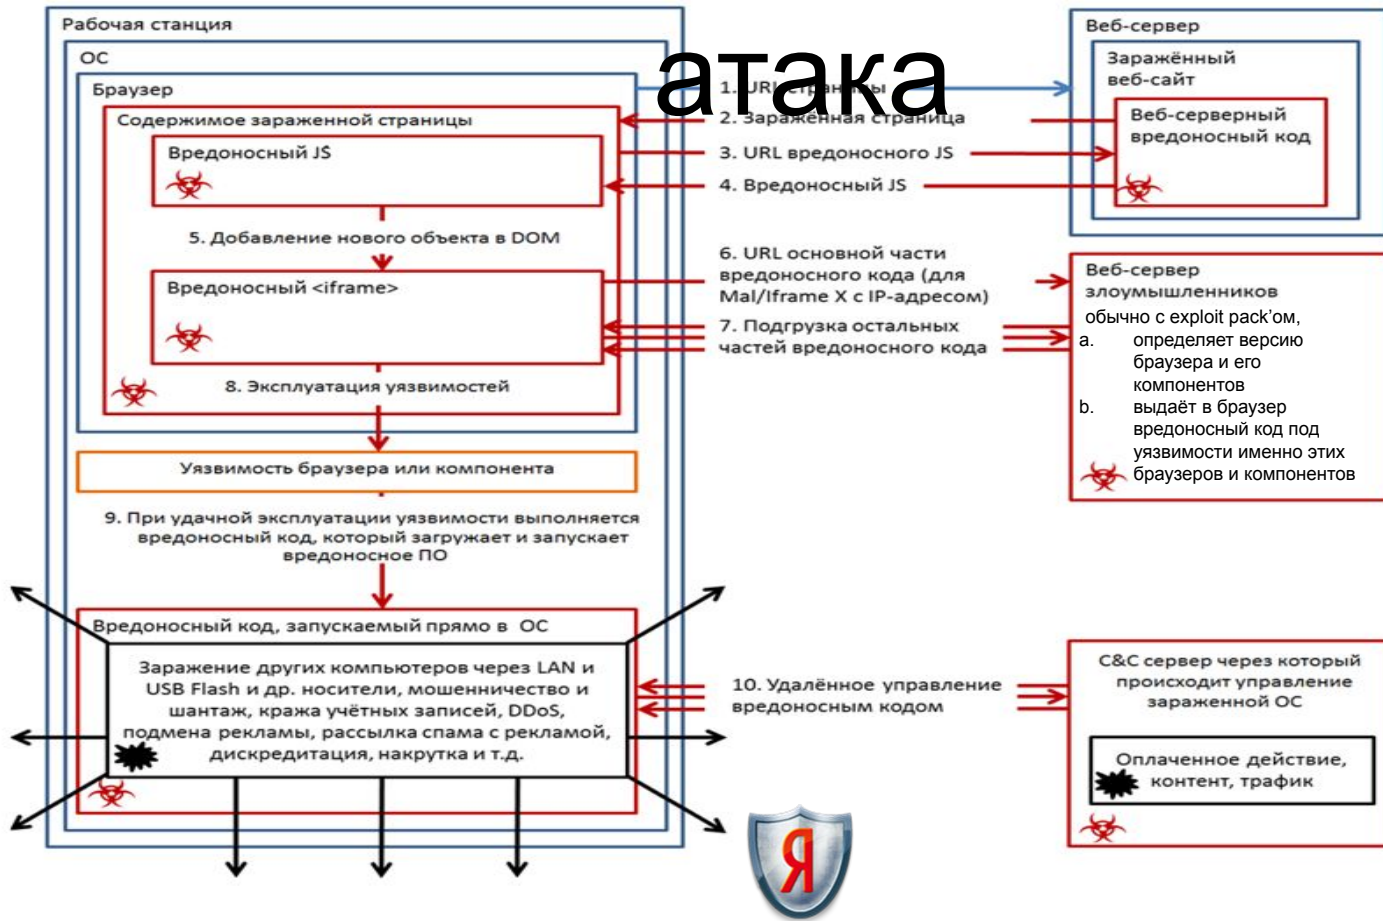 атака
Рабочая станция
ОС
Браузер
Содержимое зараженной страницы
Вредоносный JS
5. Добавление нового объекта в DOM
Вредоносный <iframe>
8. Эксплуатация уязвимостей
Уязвимость браузера или компонента
9. При удачной эксплуатации уязвимости выполняется
вредоносный код, который загружает и запускает
вредоносное ПО
Вредоносный код, запускаемый прямо в ОС
Заражение других компьютеров через LAN и
USB Flash и др. носители, мошенничество и
шантаж, кража учётных записей, DDoS,
подмена рекламы, рассылка спама с рекламой,
дискредитация, накрутка и т.д.
1. URL страницы
2. Заражённая страница
3. URL вредоносного JS
4. Вредоносный JS
6. URL основной части
вредоносного кода (для
Mal/Iframe X с IP-адресом)
7. Подгрузка остальных
частей вредоносного кода
10. Удалённое управление
вредоносным кодом
Веб-сервер
Заражённый
веб-сайт
Веб-серверный
вредоносный код
Веб-сервер
злоумышленников
обычно с exploit pack’ом,
a. определяет версию
браузера и его
компонентов
b. выдаёт в браузер
вредоносный код под
уязвимости именно этих
браузеров и компонентов
C&C сервер через который
происходит управление
зараженной ОС
Оплаченное действие,
контент, трафик
Я